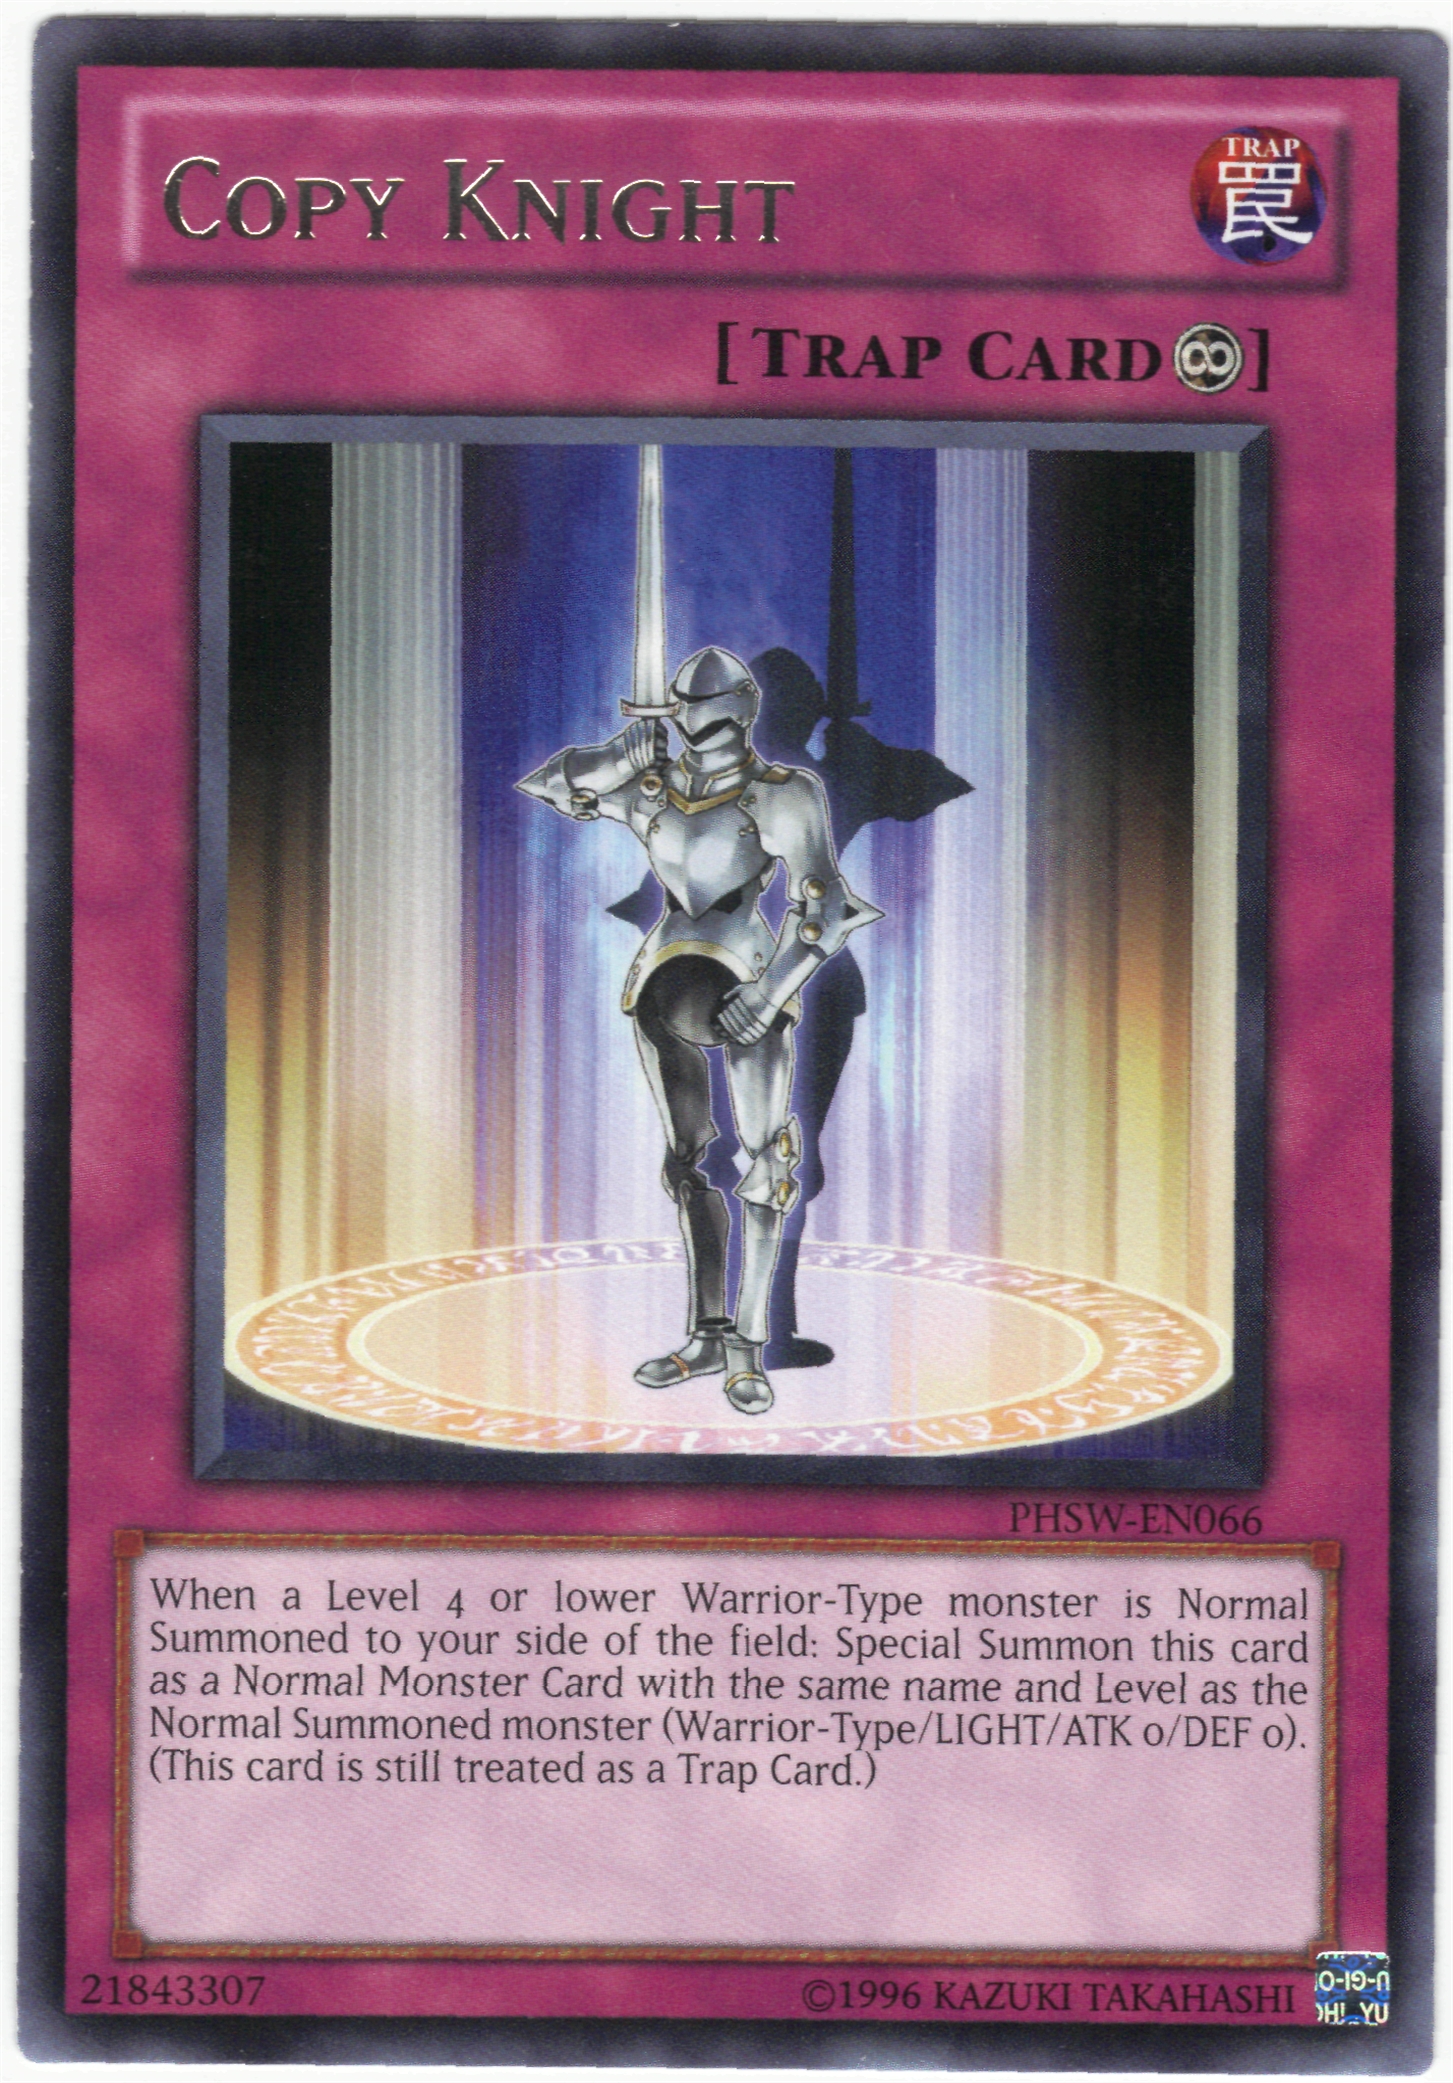 COPY KNIGHT
TRAP
罠
[TRAP CARD∞]
PHSW-EN066
When a Level 4 or lower Warrior-Type monster is Normal
Summoned to your side of the field: Special Summon this card
as a Normal Monster Card with the same name and Level as the
Normal Summoned monster (Warrior-Type/LIGHT/ATK 0/DEF 0).
(This card is still treated as a Trap Card.)
21843307
©1996 KAZUKI TAKAHASHI
U-GI-O
OH! YU